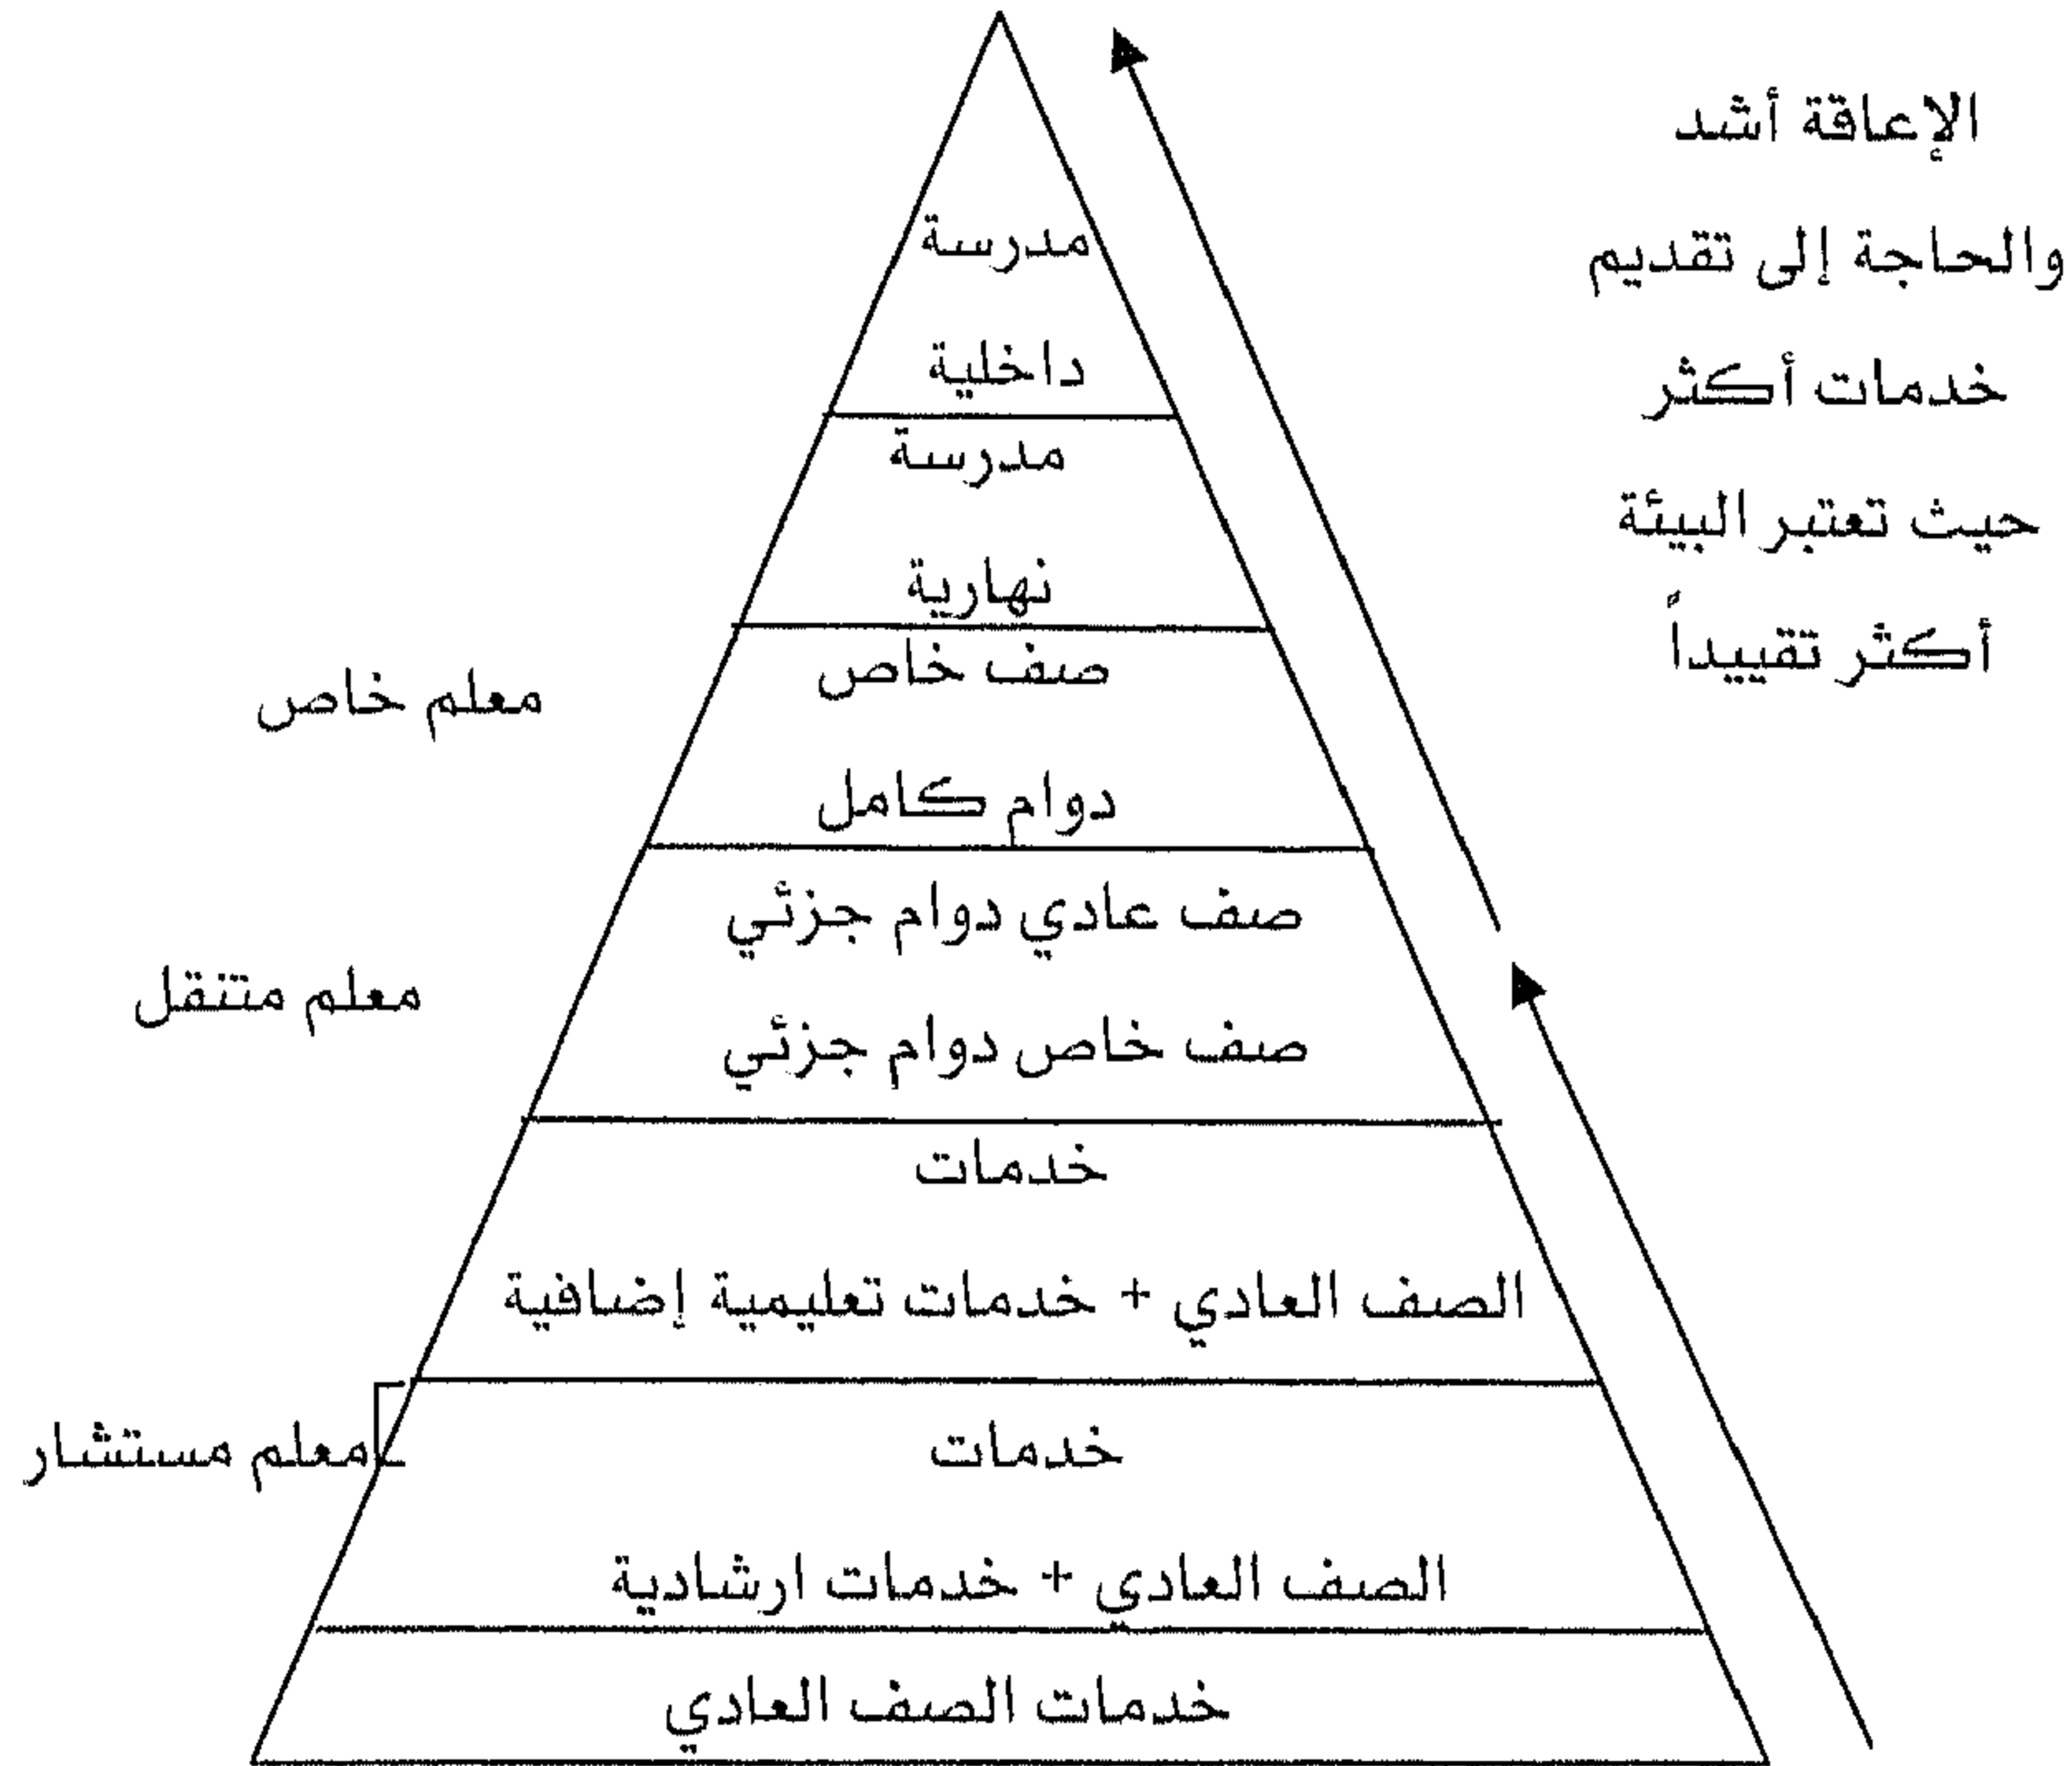 الإعاقة أشد
والحاجة إلى تقديم
خدمات أكثر
حيث تعتبر البيئة
أكثر تقييداً
مدرسة
داخلية
مدرسة
نهارية
صف خاص
دوام كامل
معلم خاص
صف عادي دوام جزئي
صف خاص دوام جزئي
معلم متنقل
خدمات
الصف العادي + خدمات تعليمية إضافية
خدمات
معلم مستشار
الصف العادي + خدمات ارشادية
خدمات الصف العادي